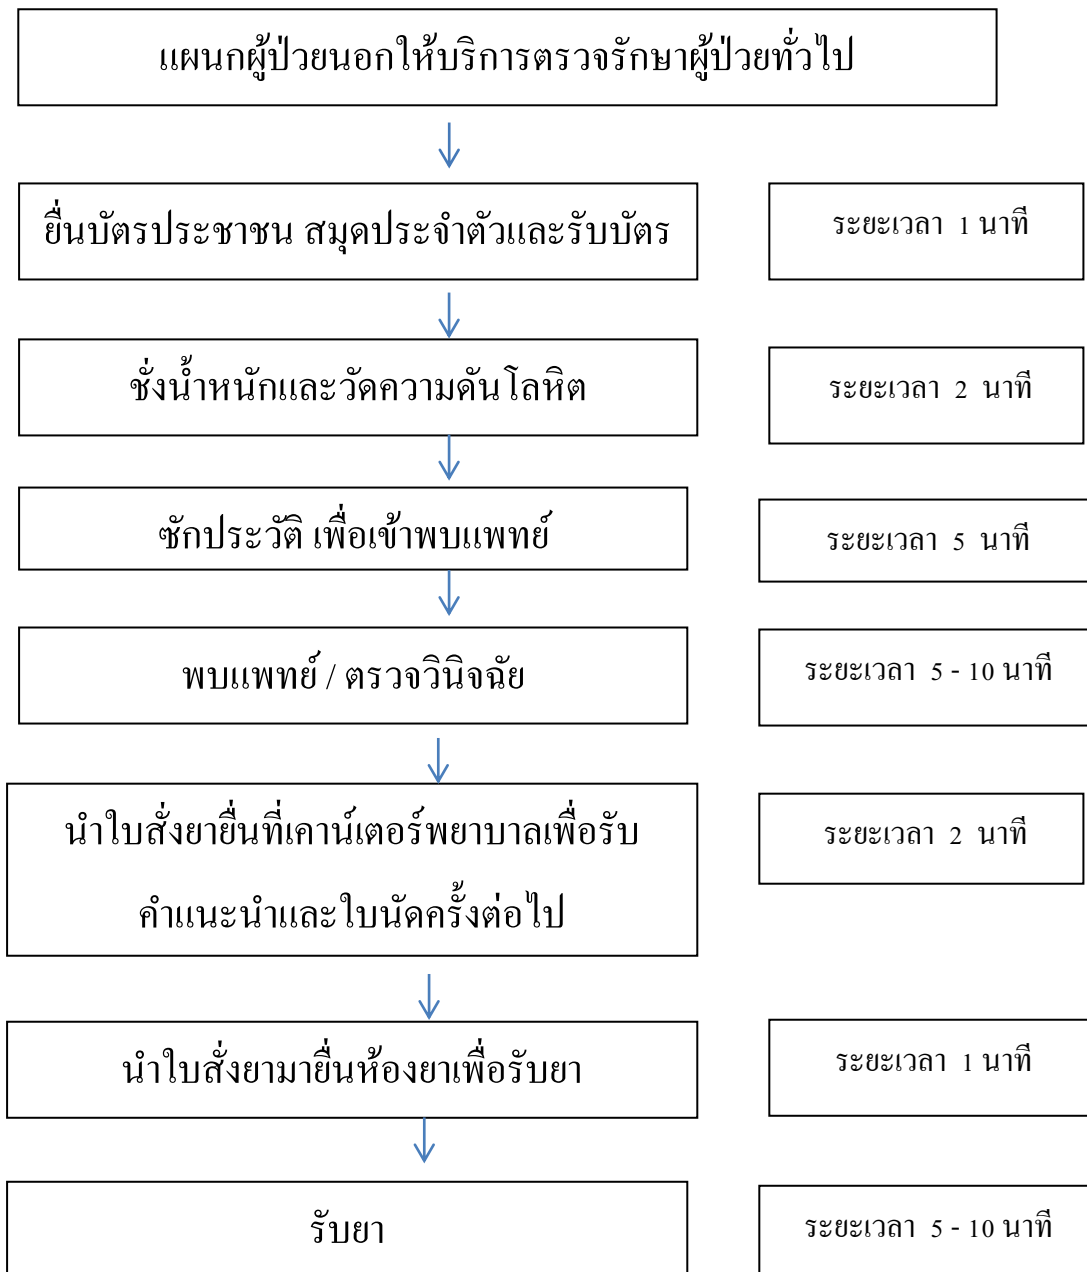 แผนกผู้ป่วยนอกให้บริการตรวจรักษาผู้ป่วยทั่วไป
ยื่นบัตรประชาชน สมุดประจำตัวและรับบัตร
ระยะเวลา 1 นาที
ชั่งน้ำหนักและวัดความดันโลหิต
ระยะเวลา 2 นาที
ซักประวัติ เพื่อเข้าพบแพทย์
ระยะเวลา 5 นาที
พบแพทย์ / ตรวจวินิจฉัย
ระยะเวลา 5 - 10 นาที
นำใบสั่งยายื่นที่เคาน์เตอร์พยาบาลเพื่อรับ
คำแนะนำและใบนัดครั้งต่อไป
ระยะเวลา 2 นาที
นำใบสั่งยามายื่นห้องยาเพื่อรับยา
ระยะเวลา 1 นาที
รับยา
ระยะเวลา 5 - 10 นาที